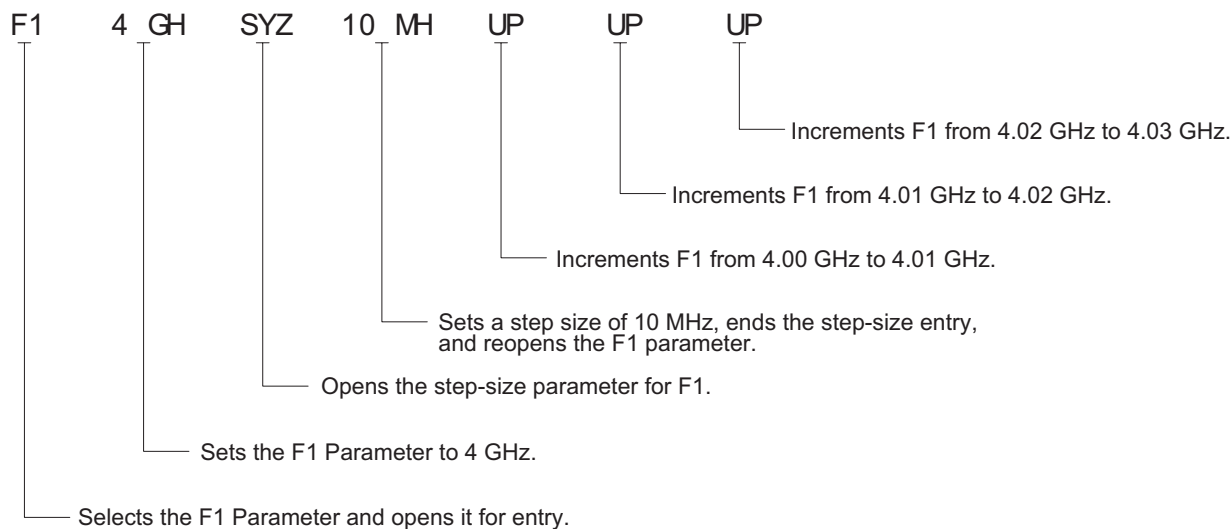 F1 4 GH SYZ 10 MH UP UP UP
Increments F1 from 4.02 GHz to 4.03 GHz.
Increments F1 from 4.01 GHz to 4.02 GHz.
Increments F1 from 4.00 GHz to 4.01 GHz.
Sets a step size of 10 MHz, ends the step-size entry,
and reopens the F1 parameter.
Opens the step-size parameter for F1.
Sets the F1 Parameter to 4 GHz.
Selects the F1 Parameter and opens it for entry.